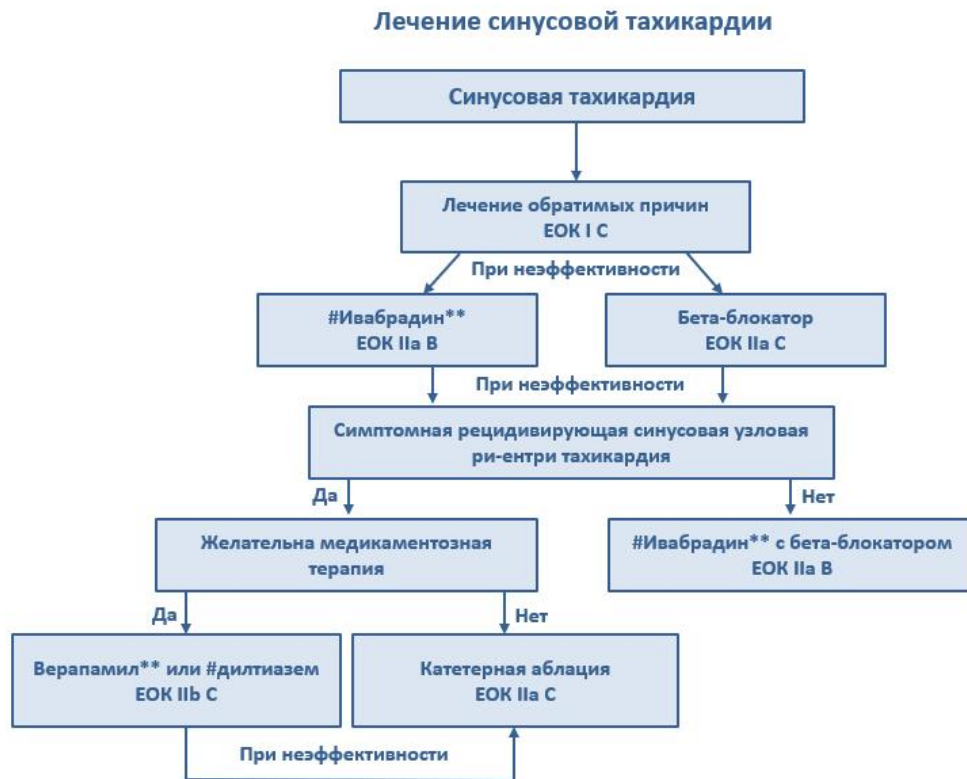 Лечение синусовой тахикардии
Синусовая тахикардия
Лечение обратимых причин
ЕОК I C
При неэффективности
#Ивабрадин**
ЕОК IIa B
Бета-блокатор
ЕОК IIa C
При неэффективности
Симптомная рецидивирующая синусовая узловая
ри-ентри тахикардия
Да
Нет
Желательна медикаментозная
терапия
#Ивабрадин** с бета-блокатором
ЕОК IIa B
Да
Нет
Верапамил** или #дилтиазем
ЕОК IIb C
Катетерная аблация
ЕОК IIa C
При неэффективности